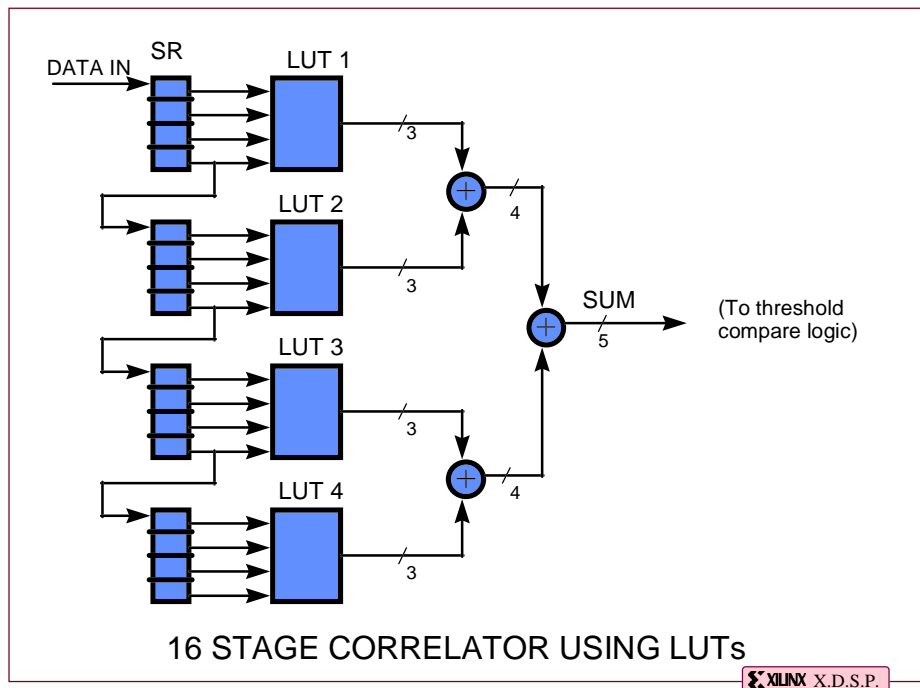 SR
DATA IN
LUT 1
3
LUT 2
4
3
SUM
5
(To threshold
compare logic)
LUT 3
3
4
LUT 4
3
16 STAGE CORRELATOR USING LUTs
XILINX X.D.S.P.